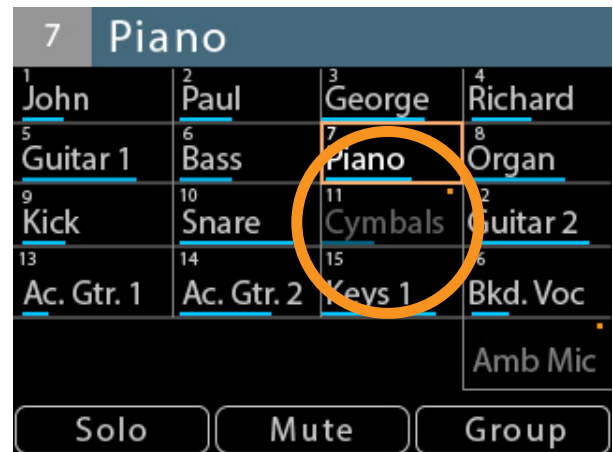 7 Piano
1 2 3 4
John Paul George Richard
5 6 7 8
Guitar 1 Bass Piano Organ
9 10 11 2
Kick Snare Cymbals Guitar 2
13 14 15 6
Ac. Gtr. 1 Ac. Gtr. 2 Keys 1 Bkd. Voc
Amb Mic
Solo Mute Group